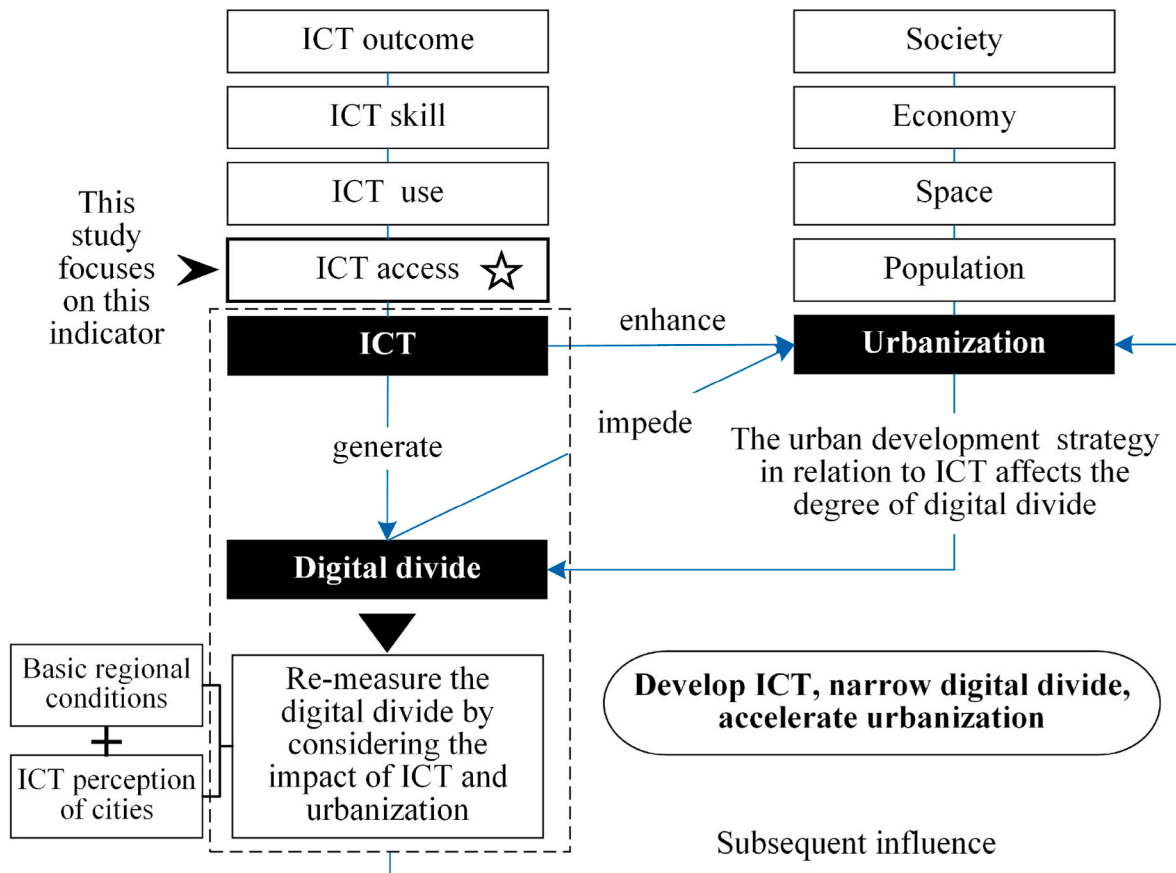 ICT outcome
ICT skill
ICT use
ICT access
This
study
focuses
on this
indicator
ICT
generate
Digital divide
enhance
impede
Society
Economy
Space
Population
Urbanization
The urban development strategy
in relation to ICT affects the
degree of digital divide
Basic regional
conditions
+
ICT perception
of cities
Re-measure the
digital divide by
considering the
impact of ICT and
urbanization
Develop ICT, narrow digital divide,
accelerate urbanization
Subsequent influence